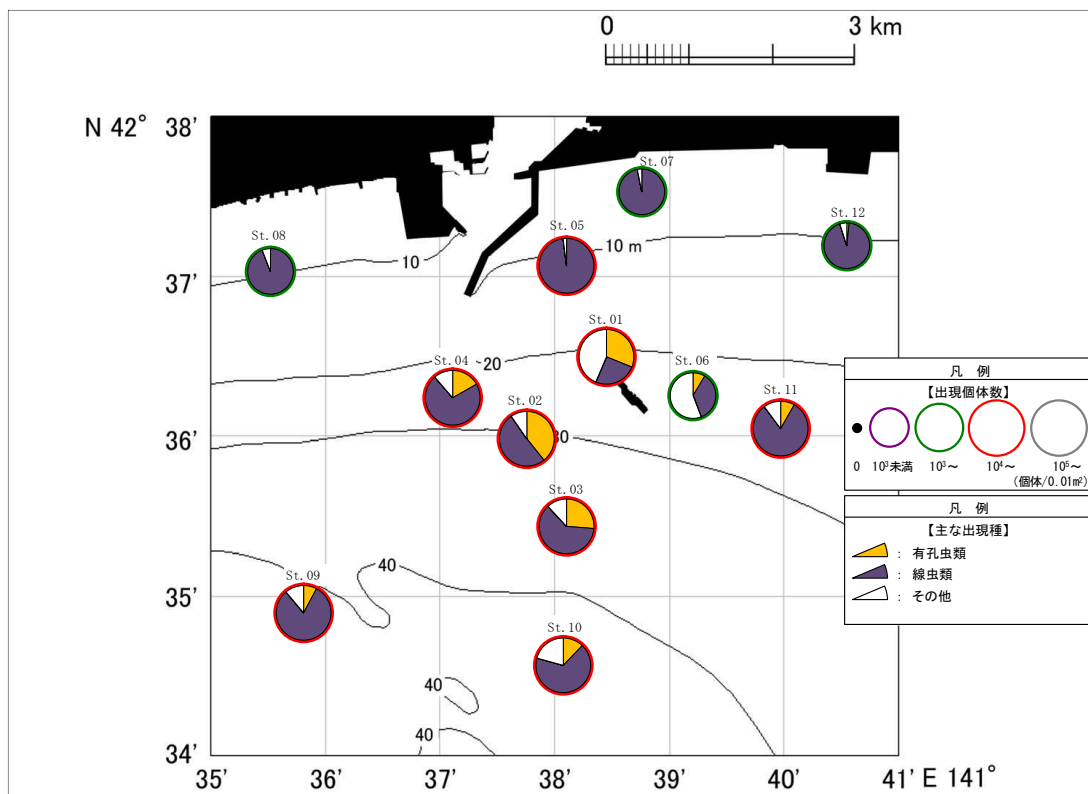 0 3 km
N 42° 38'
St.07
St.12
St.05
St.08
10 m
10
37'
St.01
St.04
20
St.06
St.02
St.11
36'
30
St.03
40
St.09
35'
St.10
40
40
34'
35' 36' 37' 38' 39' 40' 41' E 141°
凡 例
【出現個体数】
0 10³未満 10³～ 10⁴～ 10⁵～
(個体/0.01㎡)
凡 例
【主な出現種】
: 有孔虫類
: 線虫類
: その他